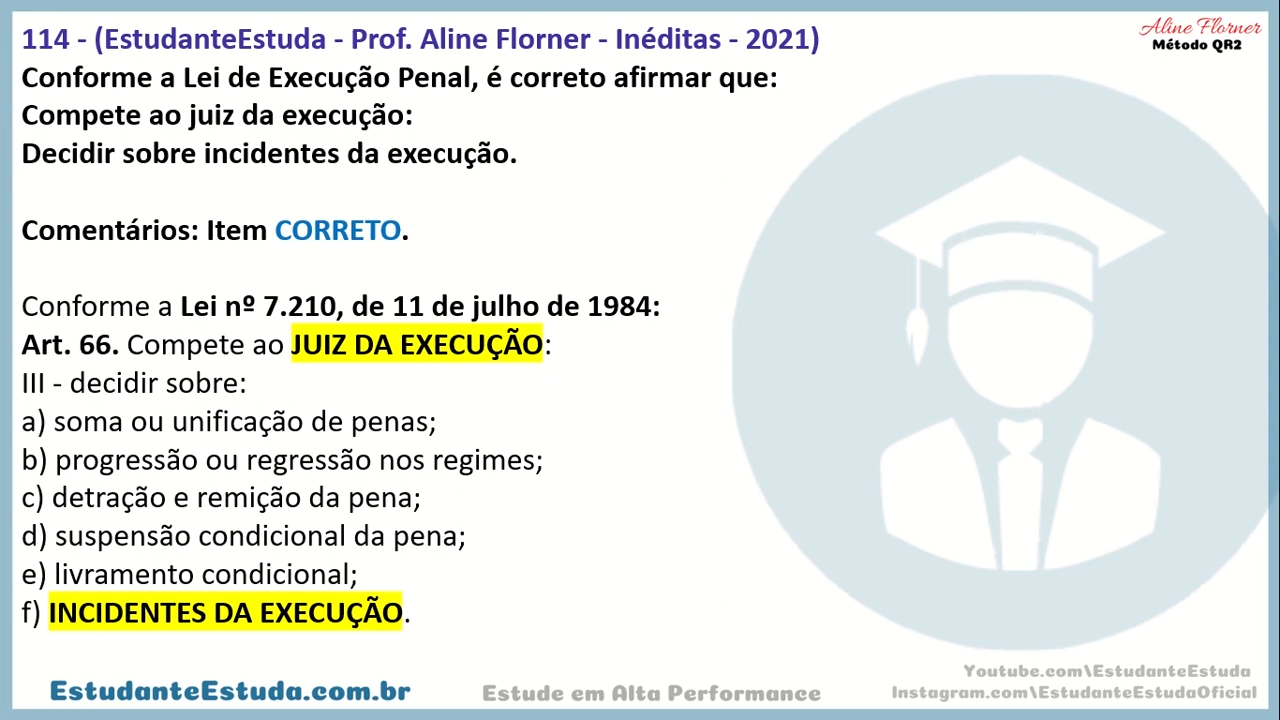 114 - (EstudanteEstuda - Prof. Aline Florner - Inéditas - 2021)
Aline Florner
Método QR2
Conforme a Lei de Execução Penal, é correto afirmar que:
Compete ao juiz da execução:
Decidir sobre incidentes da execução.
Comentários: Item CORRETO.
Conforme a Lei nº 7.210, de 11 de julho de 1984:
Art. 66. Compete ao JUIZ DA EXECUÇÃO:
III - decidir sobre:
a) soma ou unificação de penas;
b) progressão ou regressão nos regimes;
c) detração e remição da pena;
d) suspensão condicional da pena;
e) livramento condicional;
f) INCIDENTES DA EXECUÇÃO.
EstudanteEstuda.com.br
Estude em Alta Performance
Youtube.com\EstudanteEstuda
Instagram.com\EstudanteEstudaOficial